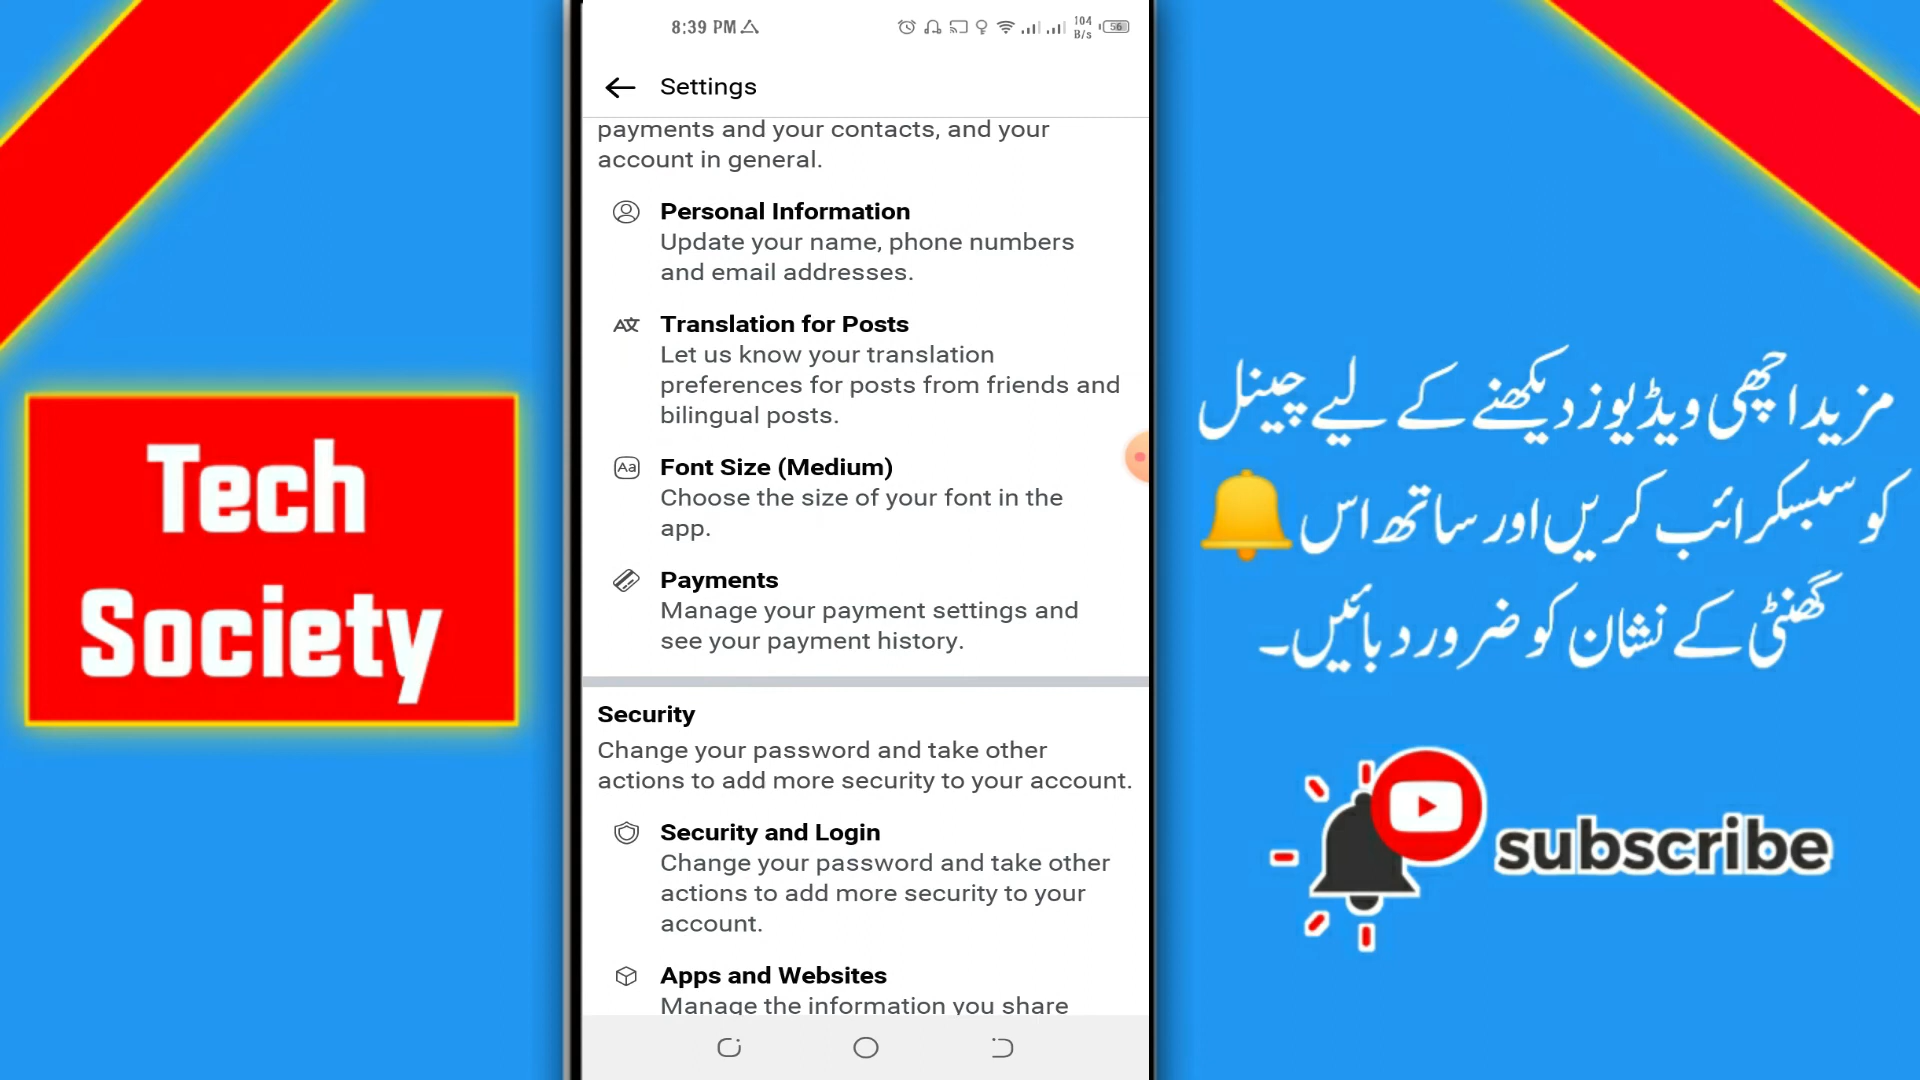 8:39 PM
104
B/s
56
Settings
payments and your contacts, and your
account in general.
Personal Information
Update your name, phone numbers
and email addresses.
Translation for Posts
Let us know your translation
preferences for posts from friends and
bilingual posts.
Aa
Font Size (Medium)
Choose the size of your font in the
app.
Payments
Manage your payment settings and
see your payment history.
Security
Change your password and take other
actions to add more security to your account.
Security and Login
Change your password and take other
actions to add more security to your
account.
Apps and Websites
Manage the information you share
Tech
Society
مزید اچھی ویڈیوز دیکھنے کے لیے چینل
کو سبسکرائب کریں اور ساتھ اس
گھنٹی کے نشان کو ضرور دبائیں۔
subscribe